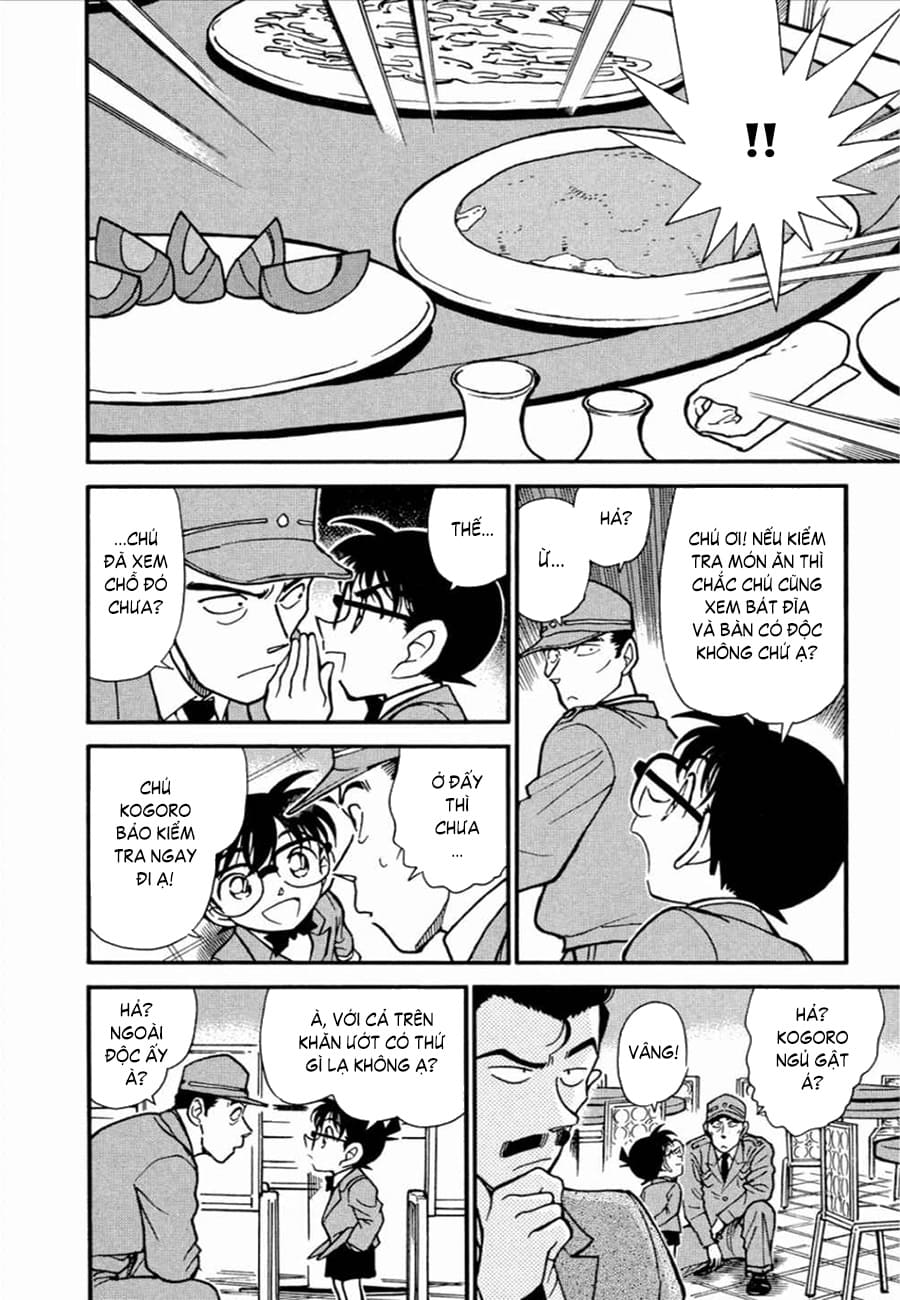 !!
CHÚ ƠI! NẾU KIỂM
TRA MÓN ĂN THÌ
CHẮC CHÚ CŨNG
XEM BÁT ĐĨA
VÀ BÀN CÓ ĐỘC
KHÔNG CHỨ Ạ?
HẢ?
Ừ...
THẾ...
...CHÚ
ĐÃ XEM
CHỖ ĐÓ
CHƯA?
Ở ĐẤY
THÌ
CHƯA
...
CHÚ
KOGORO
BẢO KIỂM
TRA NGAY
ĐI Ạ!
HẢ?
KOGORO
NGỦ GẬT
Á?
VÂNG!
À, VỚI CẢ TRÊN
KHĂN ƯỚT CÓ THỨ
GÌ LẠ KHÔNG Ạ?
HẢ?
NGOÀI
ĐỘC ẤY
À?